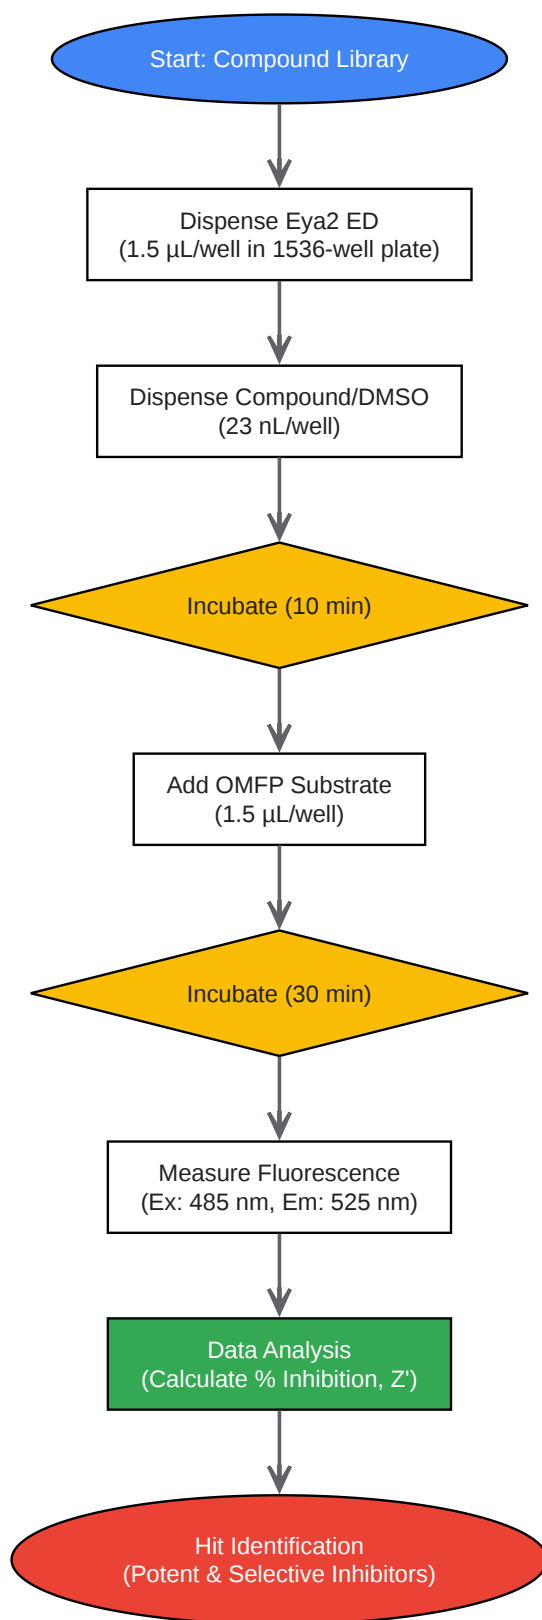 Start: Compound Library
Dispense Eya2 ED
(1.5 µL/well in 1536-well plate)
Dispense Compound/DMSO
(23 nL/well)
Incubate (10 min)
Add OMFP Substrate
(1.5 µL/well)
Incubate (30 min)
Measure Fluorescence
(Ex: 485 nm, Em: 525 nm)
Data Analysis
(Calculate % Inhibition, Z')
Hit Identification
(Potent & Selective Inhibitors)